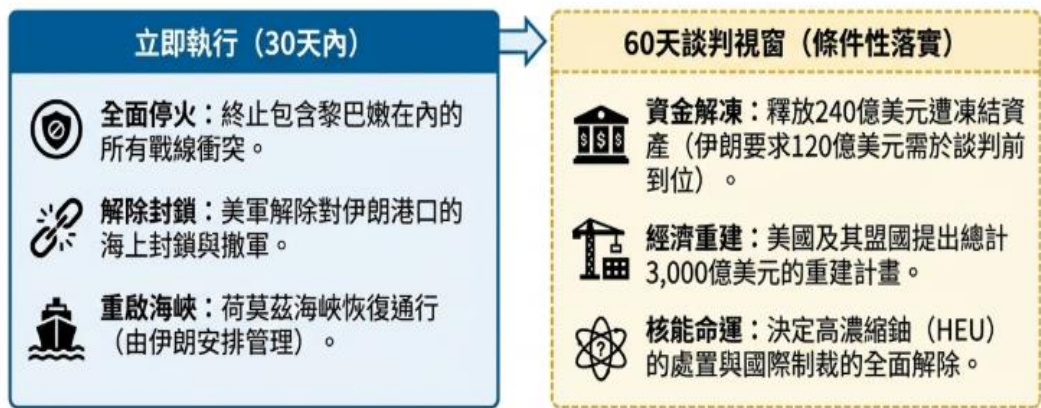 立即執行（30天內）
全面停火：終止包含黎巴嫩在內的
所有戰線衝突。
解除封鎖：美軍解除對伊朗港口的
海上封鎖與撤軍。
重啟海峽：荷莫茲海峽恢復通行
（由伊朗安排管理）。
60天談判視窗（條件性落實）
$ $ $
資金解凍：釋放240億美元遭凍結資
產（伊朗要求120億美元需於談判前
到位）。
經濟重建：美國及其盟國提出總計
3,000億美元的重建計畫。
?
核能命運：決定高濃縮鈾（HEU）
的處置與國際制裁的全面解除。